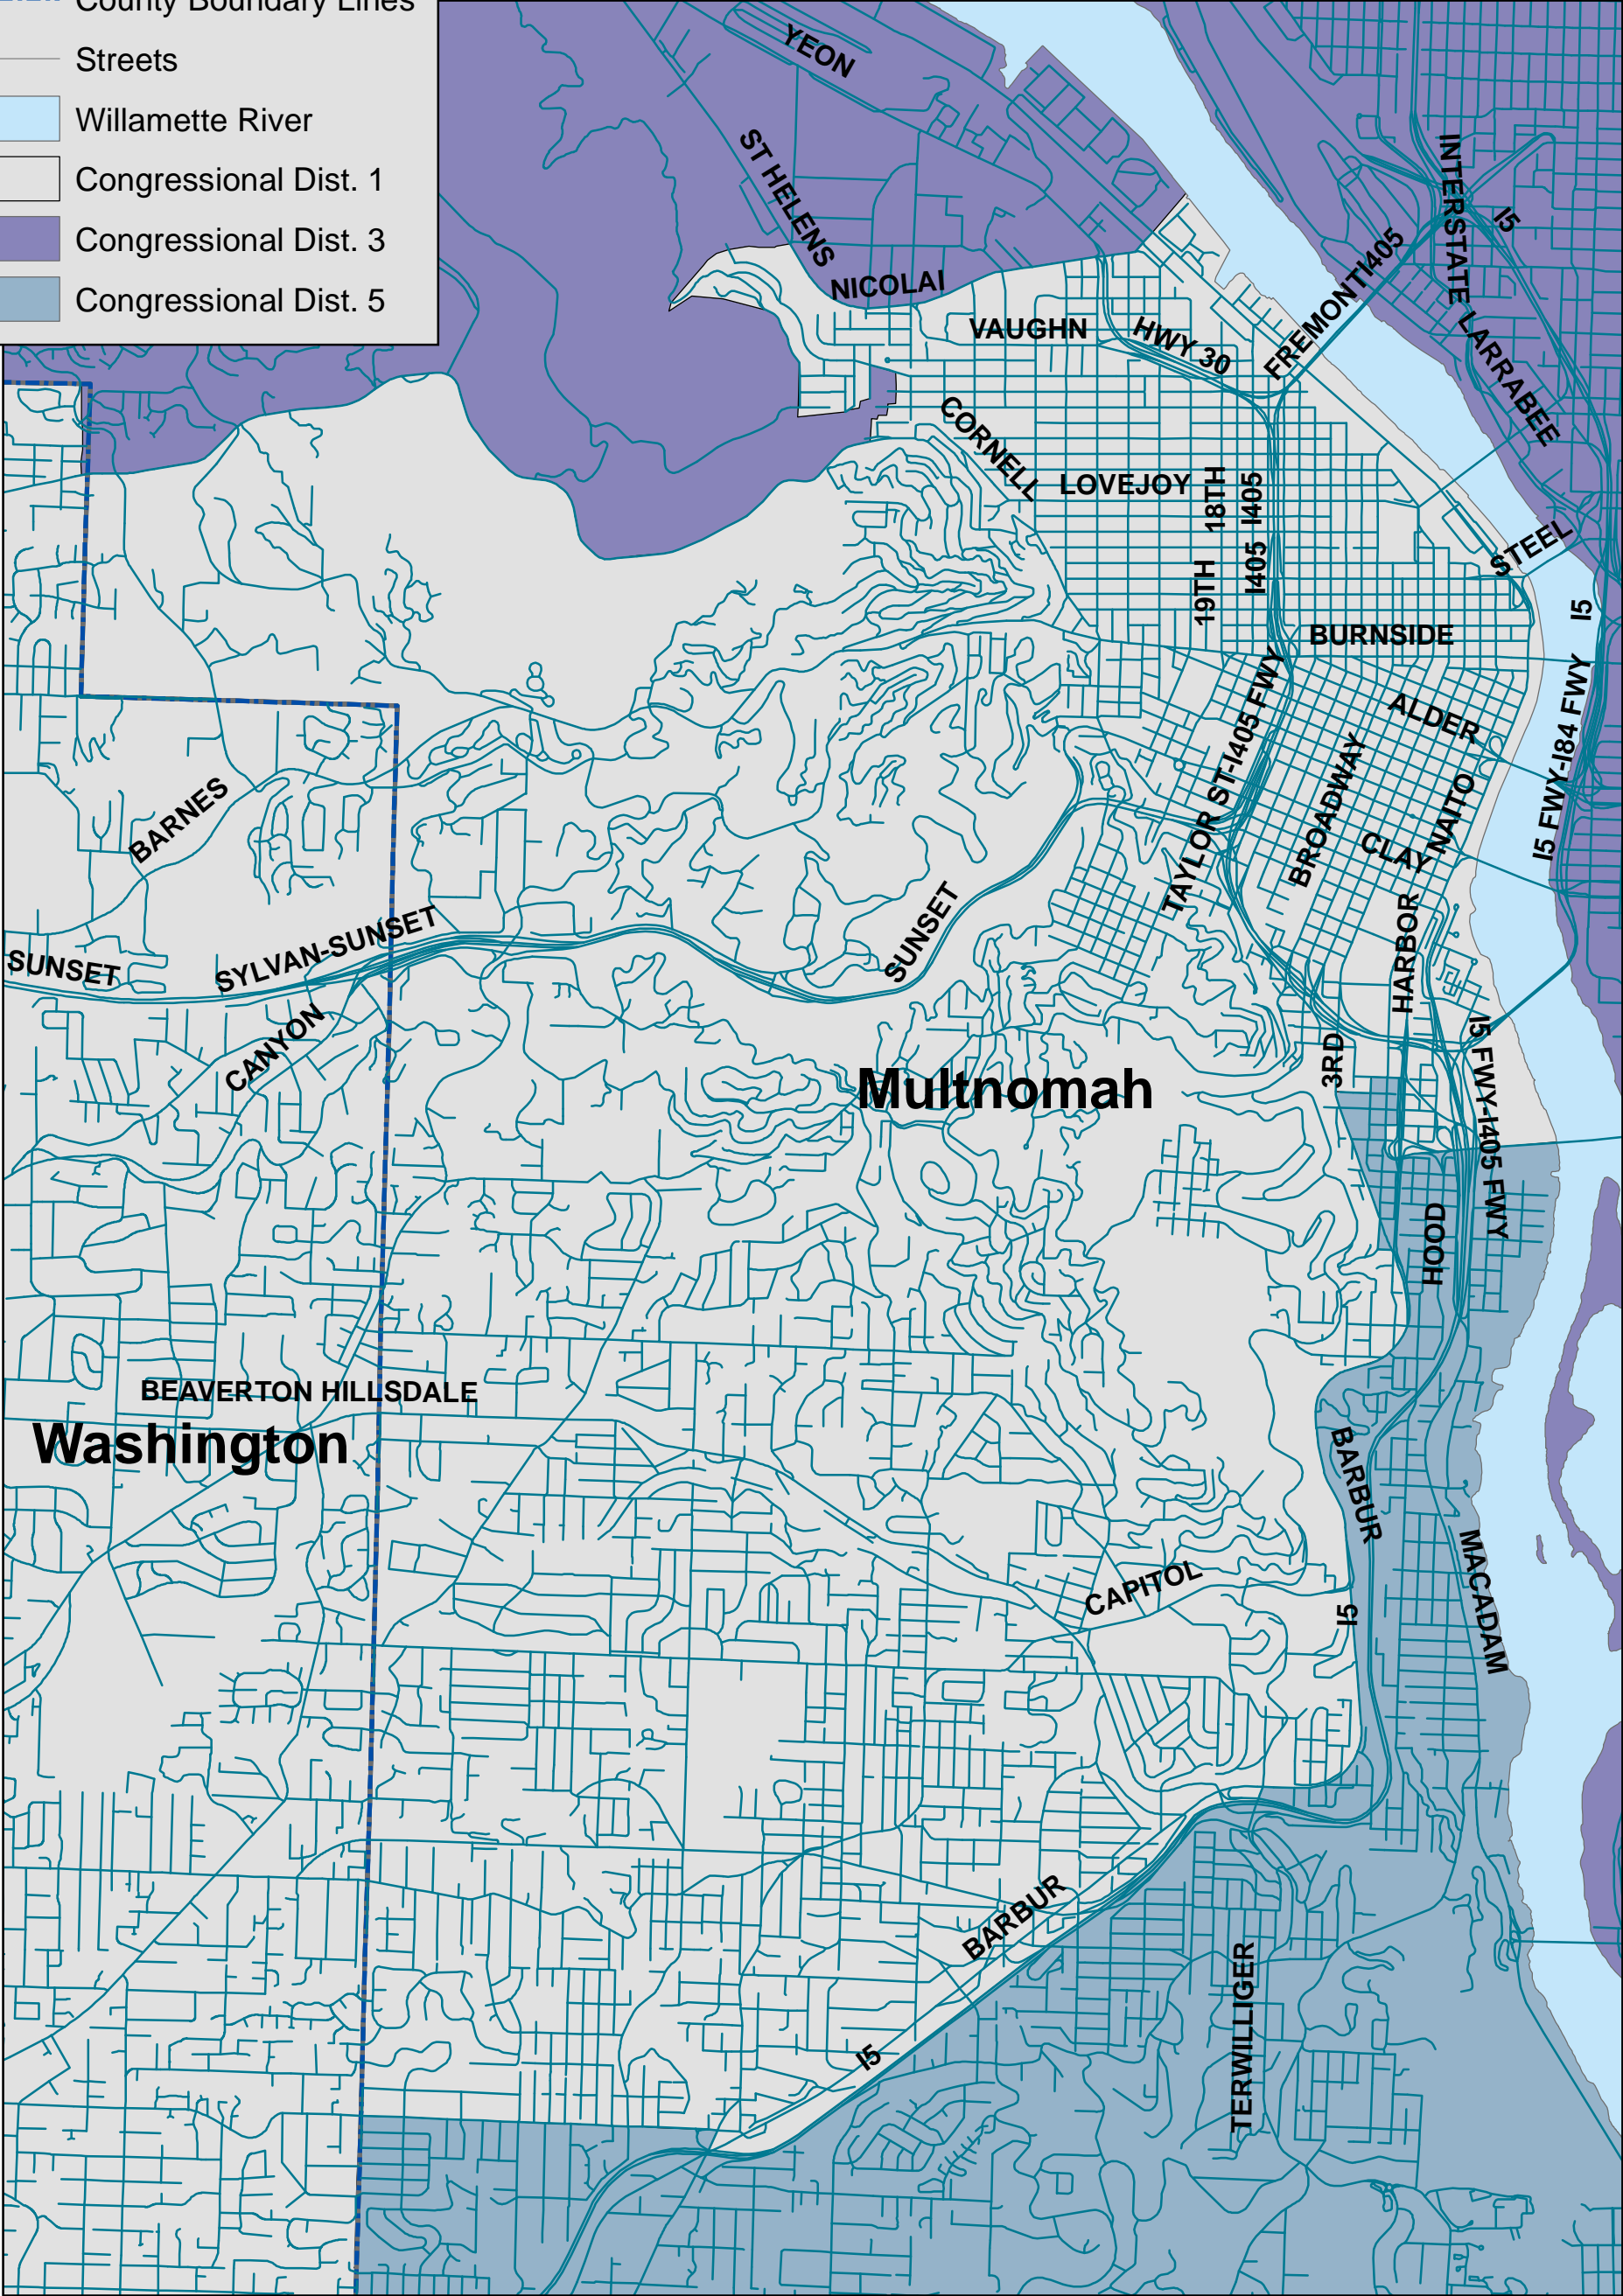 County Boundary Lines
Streets
Willamette River
Congressional Dist. 1
Congressional Dist. 3
Congressional Dist. 5
YEON
ST HELENS
NICOLAI
INTERSTATE
I5
FREMONT
I405
VAUGHN
HWY 30
LARRABEE
CORNELL
LOVEJOY
18TH
I405
19TH
I405
STEEL
BURNSIDE
I5
ALDER
TAYLOR ST-I405 FWY
BROADWAY
NAITO
I5 FWY-I84 FWY
CLAY
BARNES
SUNSET
SYLVAN-SUNSET
SUNSET
HARBOR
CANYON
3RD
I5 FWY-I405 FWY
Multnomah
HOOD
BEAVERTON HILLSDALE
Washington
BARBUR
MACADAM
CAPITOL
I5
BARBUR
TERWILLIGER
I5